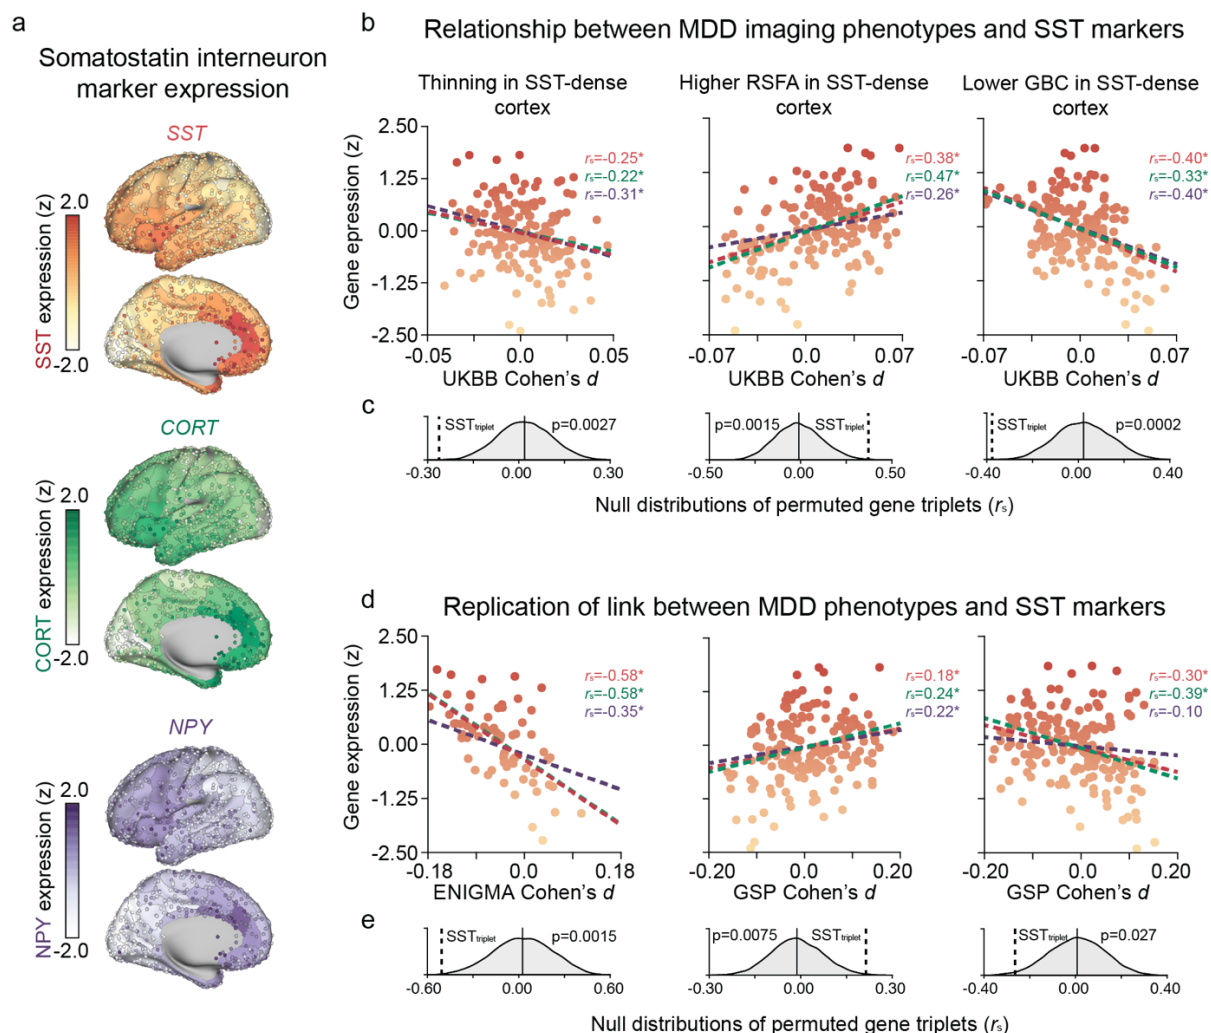 a
Somatostatin interneuron
marker expression
SST
SST expression (z)
2.0
-2.0
CORT
CORT expression (z)
2.0
-2.0
NPY
NPY expression (z)
2.0
-2.0
b
Relationship between MDD imaging phenotypes and SST markers
Thinning in SST-dense
cortex
Higher RSFA in SST-dense
cortex
Lower GBC in SST-dense
cortex
Gene epression (z)
2.50
1.25
0.00
-1.25
-2.50
rs=-0.25*
rs=-0.22*
rs=-0.31*
rs=0.38*
rs=0.47*
rs=0.26*
rs=-0.40*
rs=-0.33*
rs=-0.40*
-0.05 0.0 0.05
UKBB Cohen's d
-0.07 0.0 0.07
UKBB Cohen's d
-0.07 0.0 0.07
UKBB Cohen's d
c
SSTtriplet p=0.0027
-0.30 0.00 0.30
p=0.0015 SSTtriplet
-0.50 0.00 0.50
SSTtriplet p=0.0002
-0.40 0.00 0.40
Null distributions of permuted gene triplets (rs)
d
Replication of link between MDD phenotypes and SST markers
Gene expression (z)
2.50
1.25
0.00
-1.25
-2.50
rs=-0.58*
rs=-0.58*
rs=-0.35*
rs=0.18*
rs=0.24*
rs=0.22*
rs=-0.30*
rs=-0.39*
rs=-0.10
-0.18 0.0 0.18
ENIGMA Cohen's d
-0.20 0.0 0.20
GSP Cohen's d
-0.20 0.0 0.20
GSP Cohen's d
e
SSTtriplet p=0.0015
-0.60 0.00 0.60
p=0.0075 SSTtriplet
-0.30 0.00 0.30
SSTtriplet p=0.027
-0.40 0.00 0.40
Null distributions of permuted gene triplets (rs)